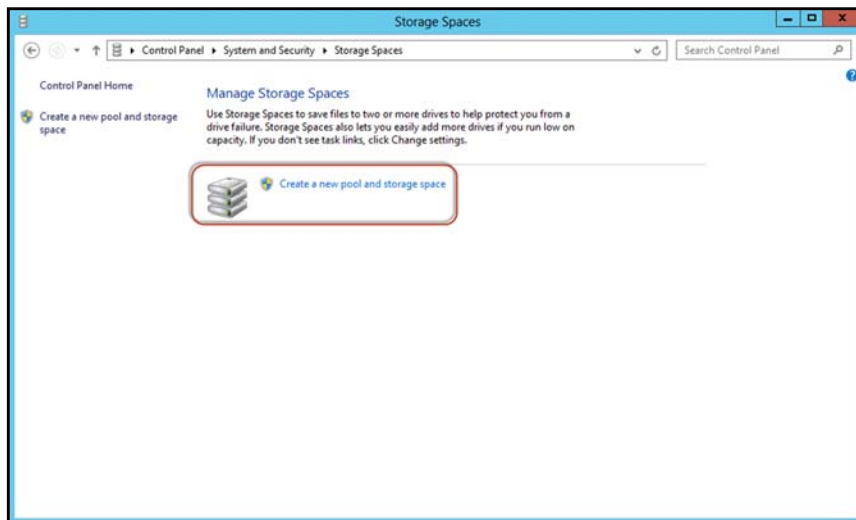 Storage Spaces
Control Panel ▸ System and Security ▸ Storage Spaces
Search Control Panel
Control Panel Home
Create a new pool and storage
space
Manage Storage Spaces
Use Storage Spaces to save files to two or more drives to help protect you from a
drive failure. Storage Spaces also lets you easily add more drives if you run low on
capacity. If you don't see task links, click Change settings.
Create a new pool and storage space